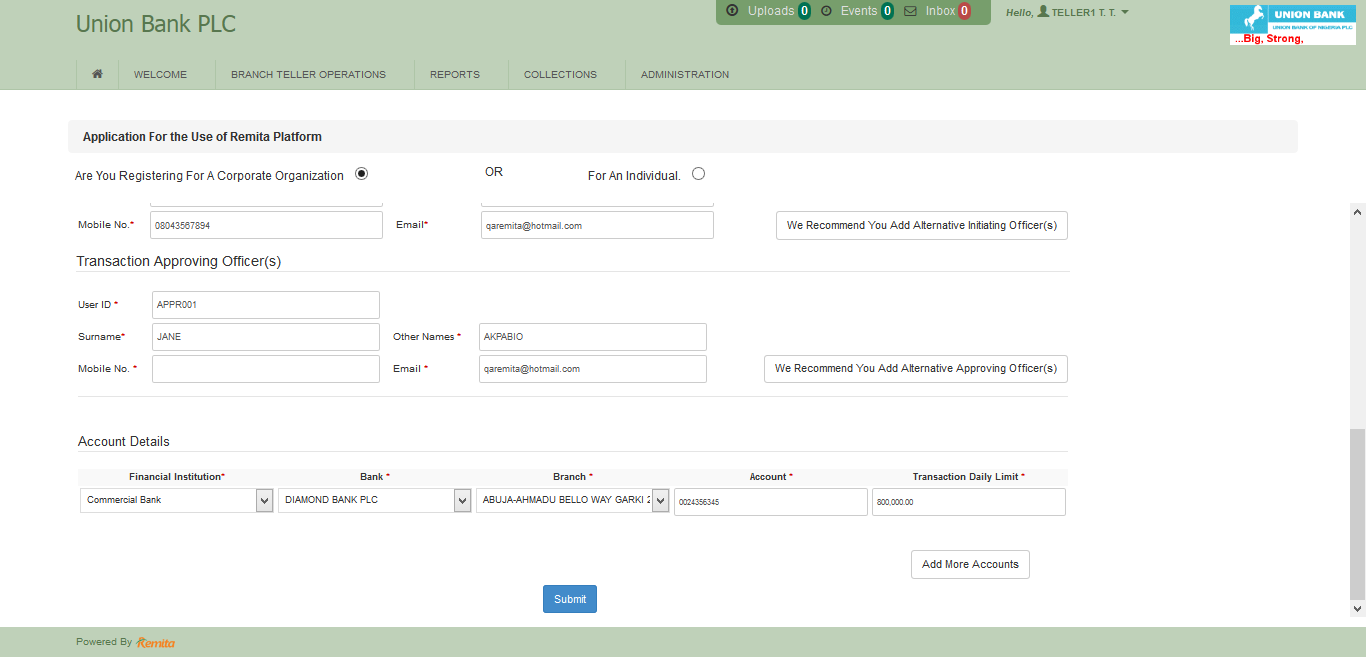 Union Bank PLC
Uploads 0 Events 0 Inbox 0
Hello, TELLER1 T. T.
UNION BANK
UNION BANK OF NIGERIA PLC
...Big, Strong,
WELCOME BRANCH TELLER OPERATIONS REPORTS COLLECTIONS ADMINISTRATION
Application For the Use of Remita Platform
Are You Registering For A Corporate Organization OR For An Individual.
Mobile No.* 08043567894 Email* qaremita@hotmail.com We Recommend You Add Alternative Initiating Officer(s)
Transaction Approving Officer(s)
User ID * APPR001
Surname* JANE Other Names * AKPABIO
Mobile No. * Email * qaremita@hotmail.com We Recommend You Add Alternative Approving Officer(s)
Account Details
Financial Institution* Bank * Branch * Account * Transaction Daily Limit *
Commercial Bank DIAMOND BANK PLC ABUJA-AHMADU BELLO WAY GARKI 2 0024356345 800,000.00
Add More Accounts
Submit
Powered By Remita